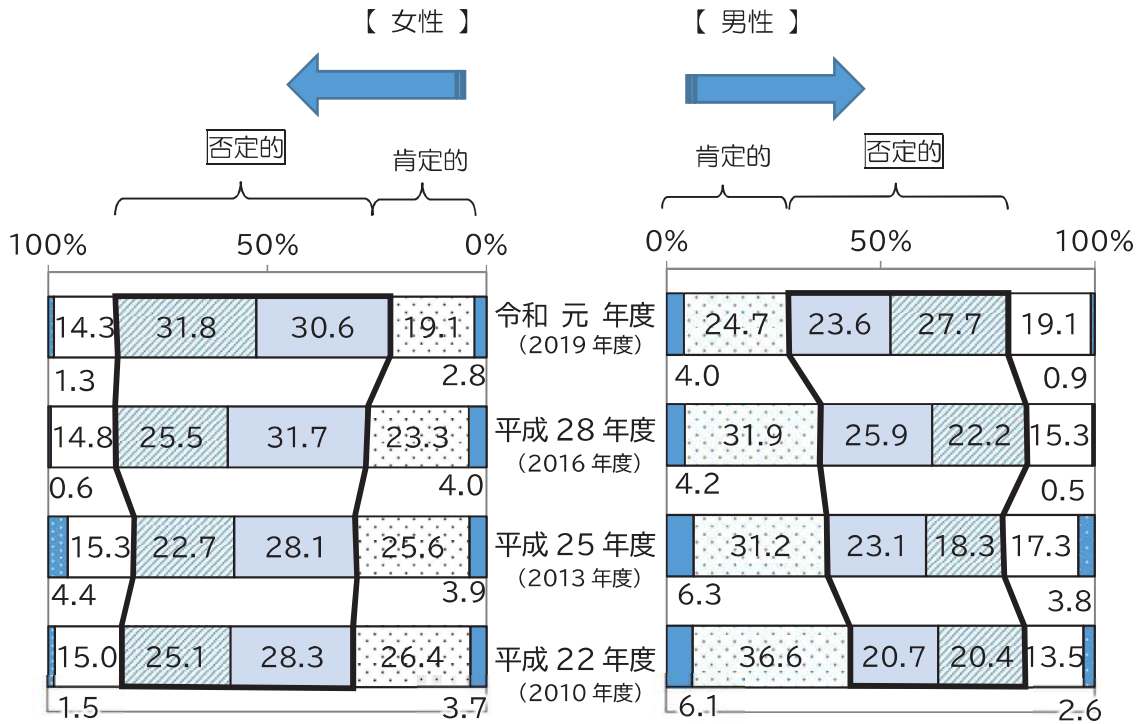 【 女性 】 【 男性 】
否定的 肯定的 肯定的 否定的
100% 50% 0% 0% 50% 100%
14.3 31.8 30.6 19.1 令和 元 年度 24.7 23.6 27.7 19.1
(2019 年度)
1.3 2.8 4.0 0.9
14.8 25.5 31.7 23.3 平成 28 年度 31.9 25.9 22.2 15.3
(2016 年度)
0.6 4.0 4.2 0.5
15.3 22.7 28.1 25.6 平成 25 年度 31.2 23.1 18.3 17.3
(2013 年度)
4.4 3.9 6.3 3.8
15.0 25.1 28.3 26.4 平成 22 年度 36.6 20.7 20.4 13.5
(2010 年度)
1.5 3.7 6.1 2.6